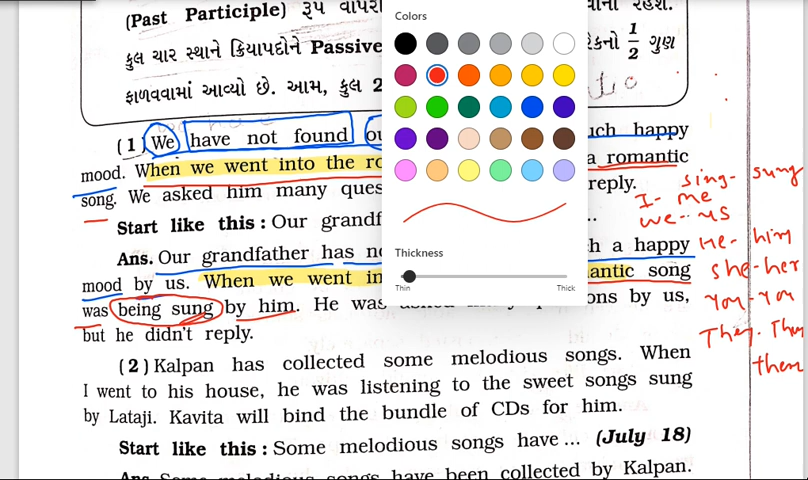 (Past Participle) રૂપ વાપરી વાના રહેશે.
કુલ ચાર સ્થાને ક્રિયાપદોને Passive રેકનો 1/2 ગુણ
ફાળવવામાં આવ્યો છે. આમ, કુલ 2
Colors
(1) We have not found ou uch happy
mood. When we went into the ro a romantic
song. We asked him many ques reply.
Start like this : Our grandf ..
Ans. Our grandfather has no h a happy
mood by us. When we went in antic song
was being sung by him. He was ons by us,
but he didn't reply.
Thickness
Thin Thick
sing- sung
I- me
we- us
He- him
she-her
you-you
They. They
them
(2) Kalpan has collected some melodious songs. When
I went to his house, he was listening to the sweet songs sung
by Lataji. Kavita will bind the bundle of CDs for him.
Start like this : Some melodious songs have ... (July 18)
Ans. Some melodious songs have been collected by Kalpan.